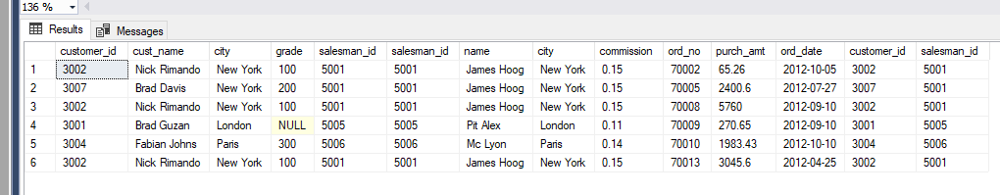 136 %
Results Messages
customer_id cust_name city grade salesman_id salesman_id name city commission ord_no purch_amt ord_date customer_id salesman_id
1 3002 Nick Rimando New York 100 5001 5001 James Hoog New York 0.15 70002 65.26 2012-10-05 3002 5001
2 3007 Brad Davis New York 200 5001 5001 James Hoog New York 0.15 70005 2400.6 2012-07-27 3007 5001
3 3002 Nick Rimando New York 100 5001 5001 James Hoog New York 0.15 70008 5760 2012-09-10 3002 5001
4 3001 Brad Guzan London NULL 5005 5005 Pit Alex London 0.11 70009 270.65 2012-09-10 3001 5005
5 3004 Fabian Johns Paris 300 5006 5006 Mc Lyon Paris 0.14 70010 1983.43 2012-10-10 3004 5006
6 3002 Nick Rimando New York 100 5001 5001 James Hoog New York 0.15 70013 3045.6 2012-04-25 3002 5001